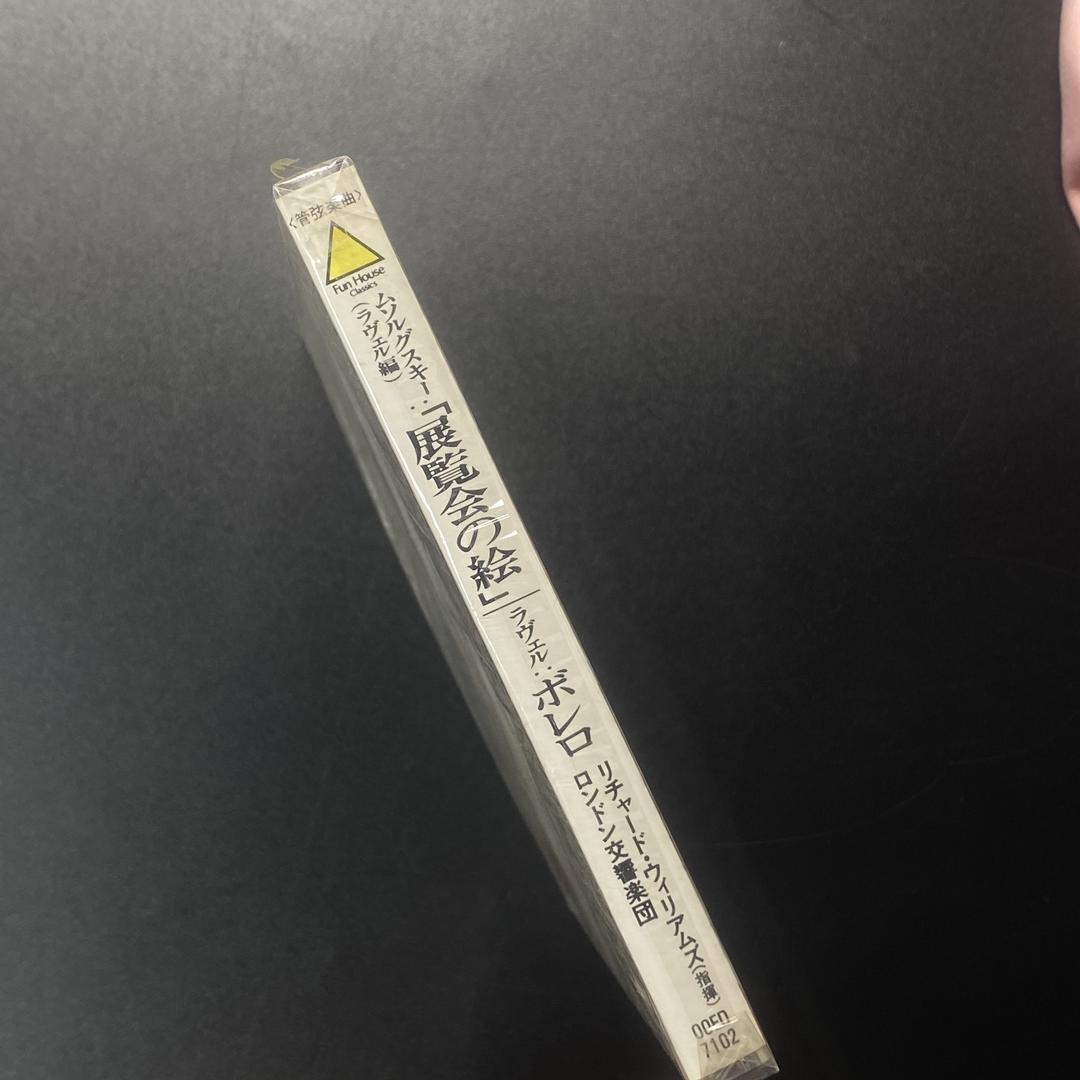 〈管弦楽曲〉
Fun House
Classics
ムソルグスキー:
(ラヴェル編)
「展覧会の絵」
ラヴェル:ボレロ
リチャード・ウィリアムズ(指揮)
ロンドン交響楽団
00FD
7102